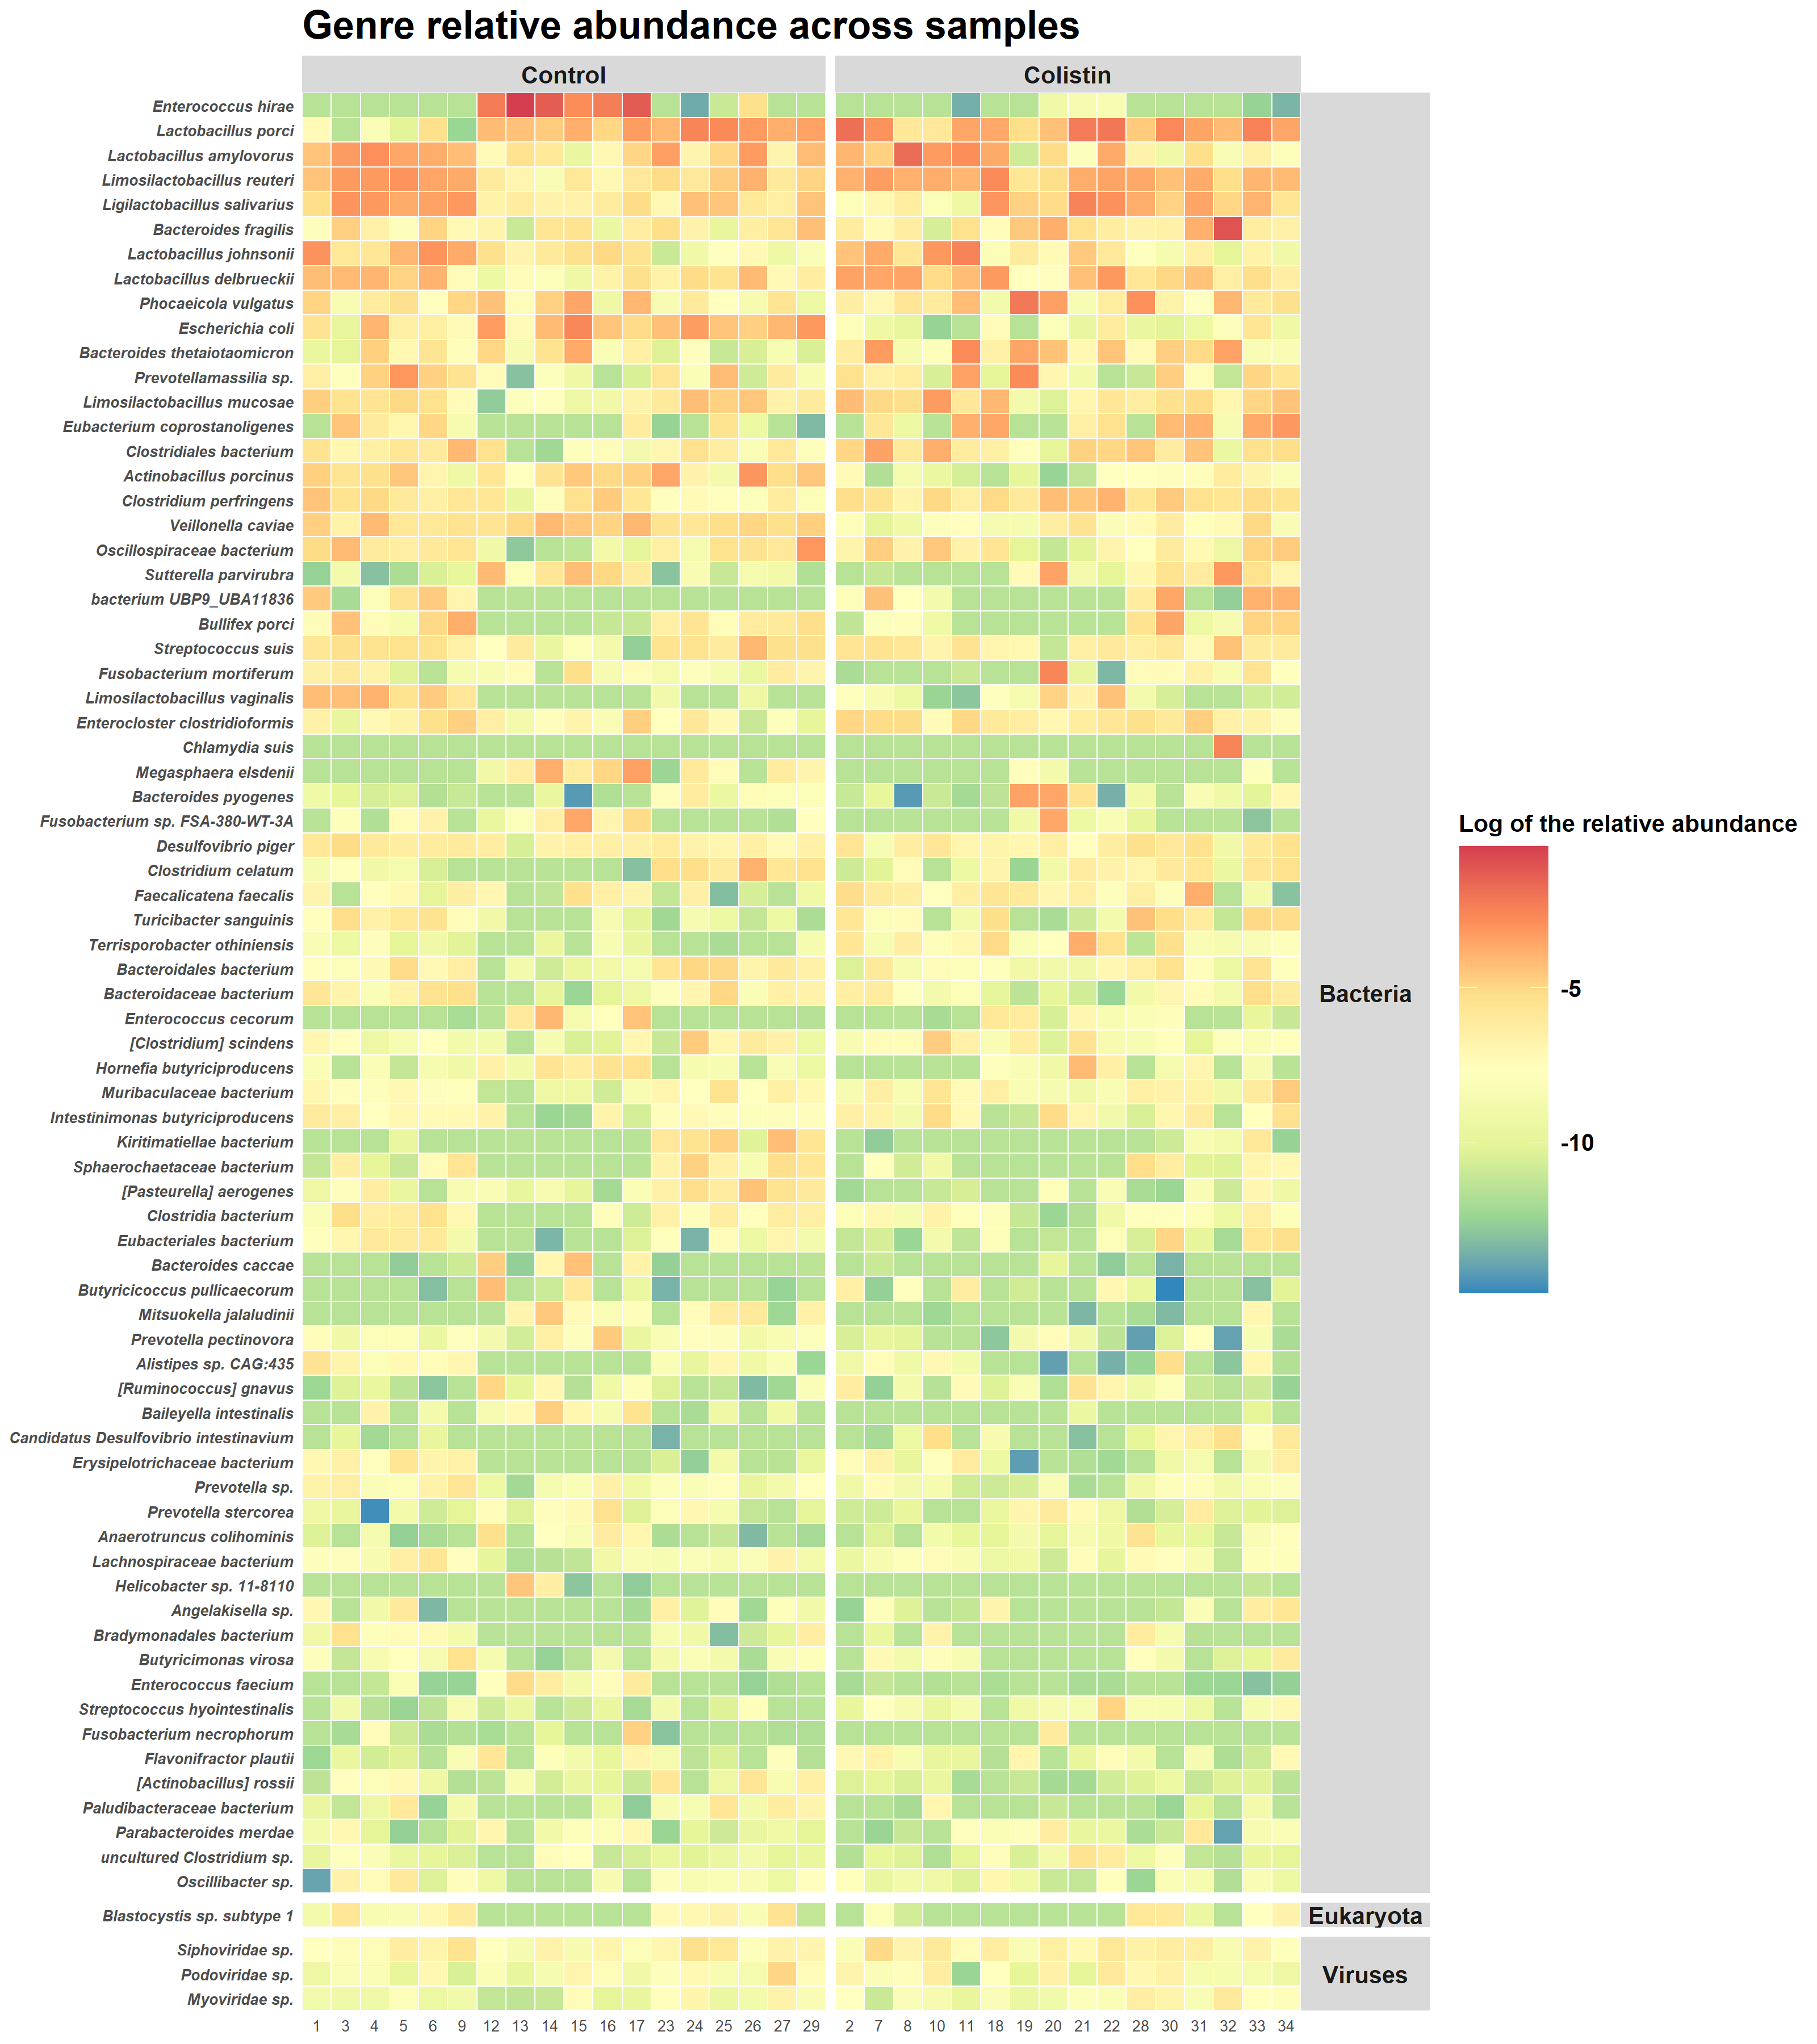 Genre relative abundance across samples
Control
Colistin
Enterococcus hirae
Lactobacillus porci
Lactobacillus amylovorus
Limosilactobacillus reuteri
Ligilactobacillus salivarius
Bacteroides fragilis
Lactobacillus johnsonii
Lactobacillus delbrueckii
Phocaeicola vulgatus
Escherichia coli
Bacteroides thetaiotaomicron
Prevotellamassilia sp.
Limosilactobacillus mucosae
Eubacterium coprostanoligenes
Clostridiales bacterium
Actinobacillus porcinus
Clostridium perfringens
Veillonella caviae
Oscillospiraceae bacterium
Sutterella parvirubra
bacterium UBP9_UBA11836
Bullifex porci
Streptococcus suis
Fusobacterium mortiferum
Limosilactobacillus vaginalis
Enterocloster clostridioformis
Chlamydia suis
Megasphaera elsdenii
Bacteroides pyogenes
Fusobacterium sp. FSA-380-WT-3A
Desulfovibrio piger
Clostridium celatum
Faecalicatena faecalis
Turicibacter sanguinis
Terrisporobacter othiniensis
Bacteroidales bacterium
Bacteroidaceae bacterium
Enterococcus cecorum
[Clostridium] scindens
Hornefia butyriciproducens
Muribaculaceae bacterium
Intestinimonas butyriciproducens
Kiritimatiellae bacterium
Sphaerochaetaceae bacterium
[Pasteurella] aerogenes
Clostridia bacterium
Eubacteriales bacterium
Bacteroides caccae
Butyricicoccus pullicaecorum
Mitsuokella jalaludinii
Prevotella pectinovora
Alistipes sp. CAG:435
[Ruminococcus] gnavus
Baileyella intestinalis
Candidatus Desulfovibrio intestinavium
Erysipelotrichaceae bacterium
Prevotella sp.
Prevotella stercorea
Anaerotruncus colihominis
Lachnospiraceae bacterium
Helicobacter sp. 11-8110
Angelakisella sp.
Bradymonadales bacterium
Butyricimonas virosa
Enterococcus faecium
Streptococcus hyointestinalis
Fusobacterium necrophorum
Flavonifractor plautii
[Actinobacillus] rossii
Paludibacteraceae bacterium
Parabacteroides merdae
uncultured Clostridium sp.
Oscillibacter sp.
Blastocystis sp. subtype 1
Siphoviridae sp.
Podoviridae sp.
Myoviridae sp.
1 3 4 5 6 9 12 13 14 15 16 17 23 24 25 26 27 29
2 7 8 10 11 18 19 20 21 22 28 30 31 32 33 34
Bacteria
Eukaryota
Viruses
Log of the relative abundance
-5
-10